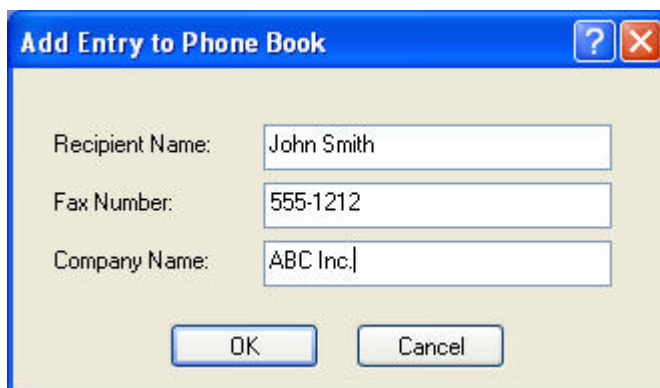 Add Entry to Phone Book
Recipient Name: John Smith
Fax Number: 555-1212
Company Name: ABC Inc.
OK Cancel